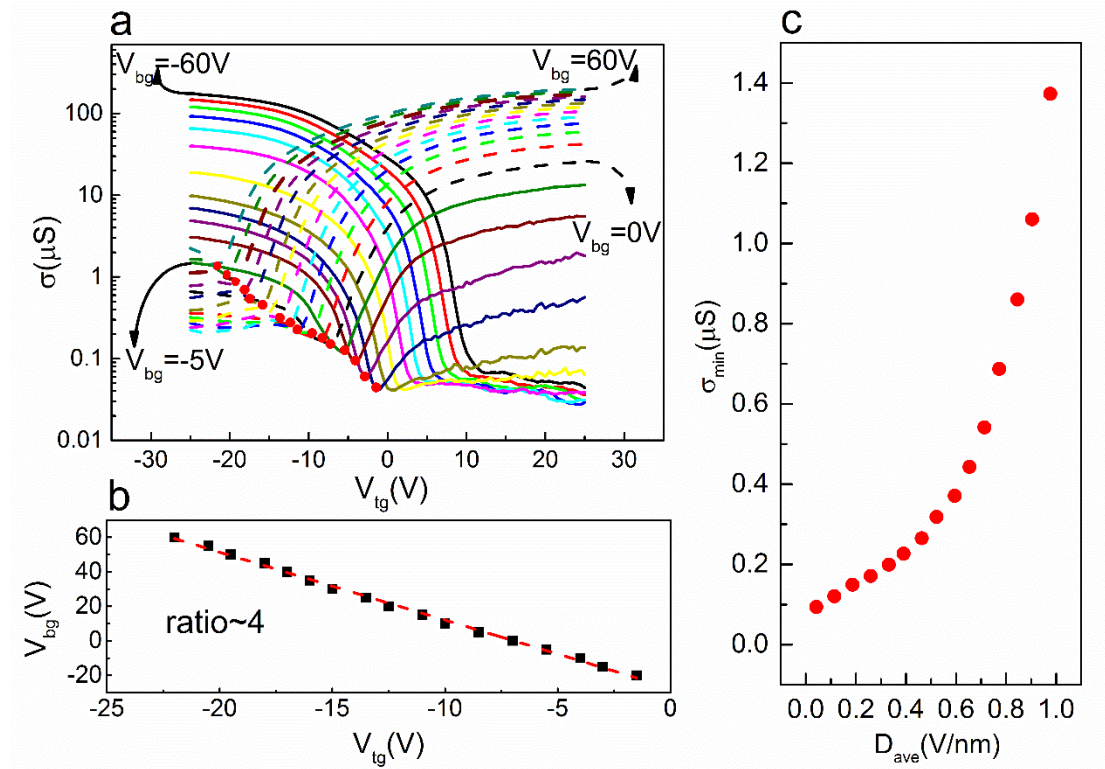 a
V_bg=-60V
V_bg=60V
V_bg=0V
V_bg=-5V
σ(μS)
100
10
1
0.1
0.01
-30 -20 -10 0 10 20 30
V_tg(V)
b
ratio~4
V_bg(V)
60
40
20
0
-20
-25 -20 -15 -10 -5 0
V_tg(V)
c
σ_min(μS)
1.4
1.2
1.0
0.8
0.6
0.4
0.2
0.0
0.0 0.2 0.4 0.6 0.8 1.0
D_ave(V/nm)